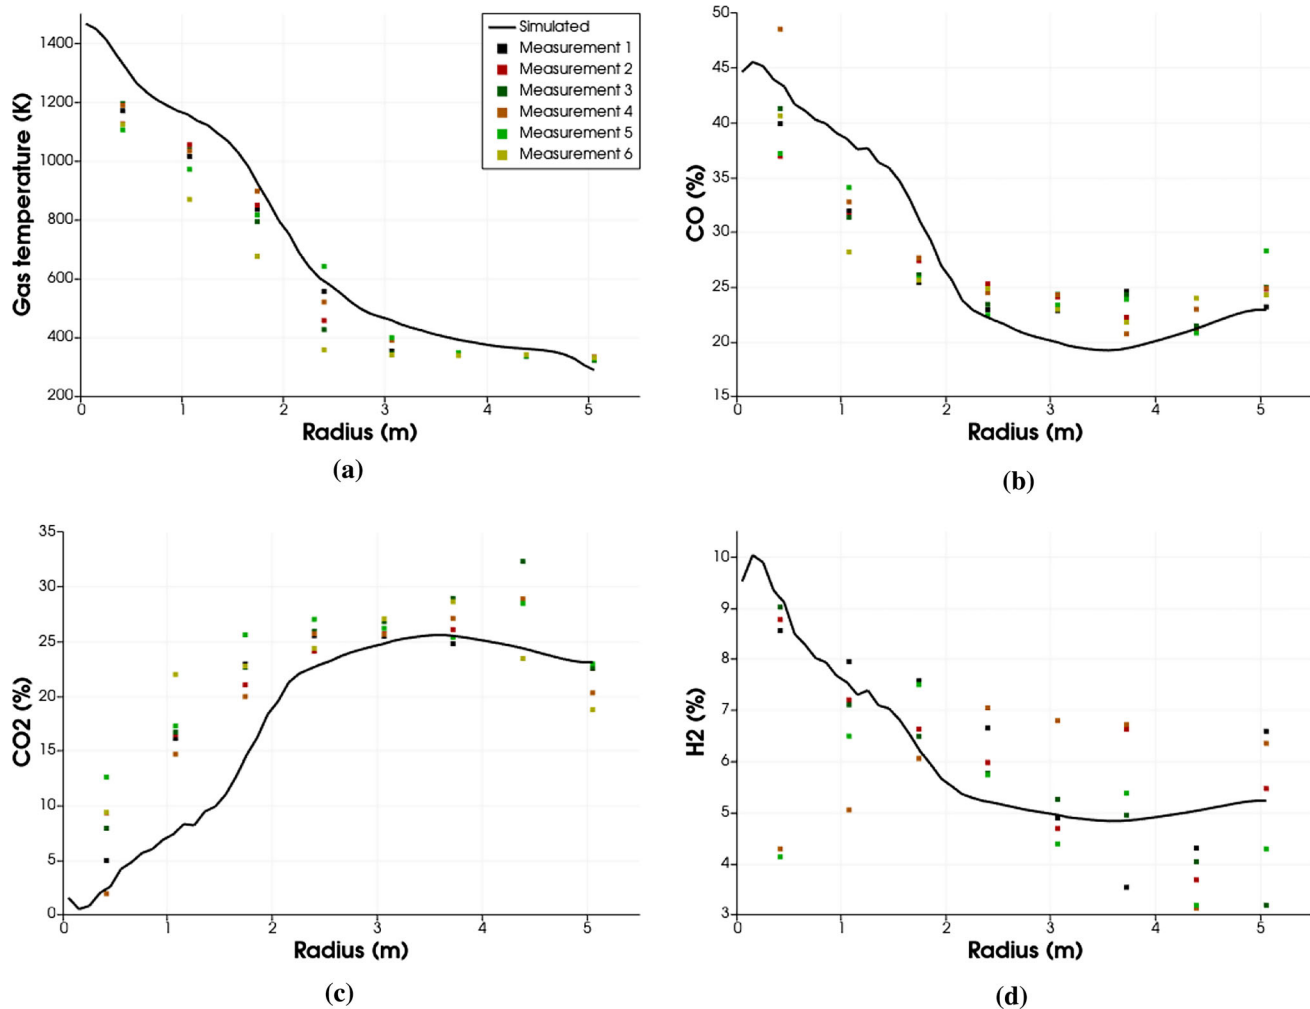 Gas temperature (K)
1400
1200
1000
800
600
400
200
0 1 2 3 4 5
Radius (m)
Simulated
Measurement 1
Measurement 2
Measurement 3
Measurement 4
Measurement 5
Measurement 6
(a)
CO (%)
50
45
40
35
30
25
20
15
0 1 2 3 4 5
Radius (m)
(b)
CO2 (%)
35
30
25
20
15
10
5
0
0 1 2 3 4 5
Radius (m)
(c)
H2 (%)
10
9
8
7
6
5
4
3
0 1 2 3 4 5
Radius (m)
(d)